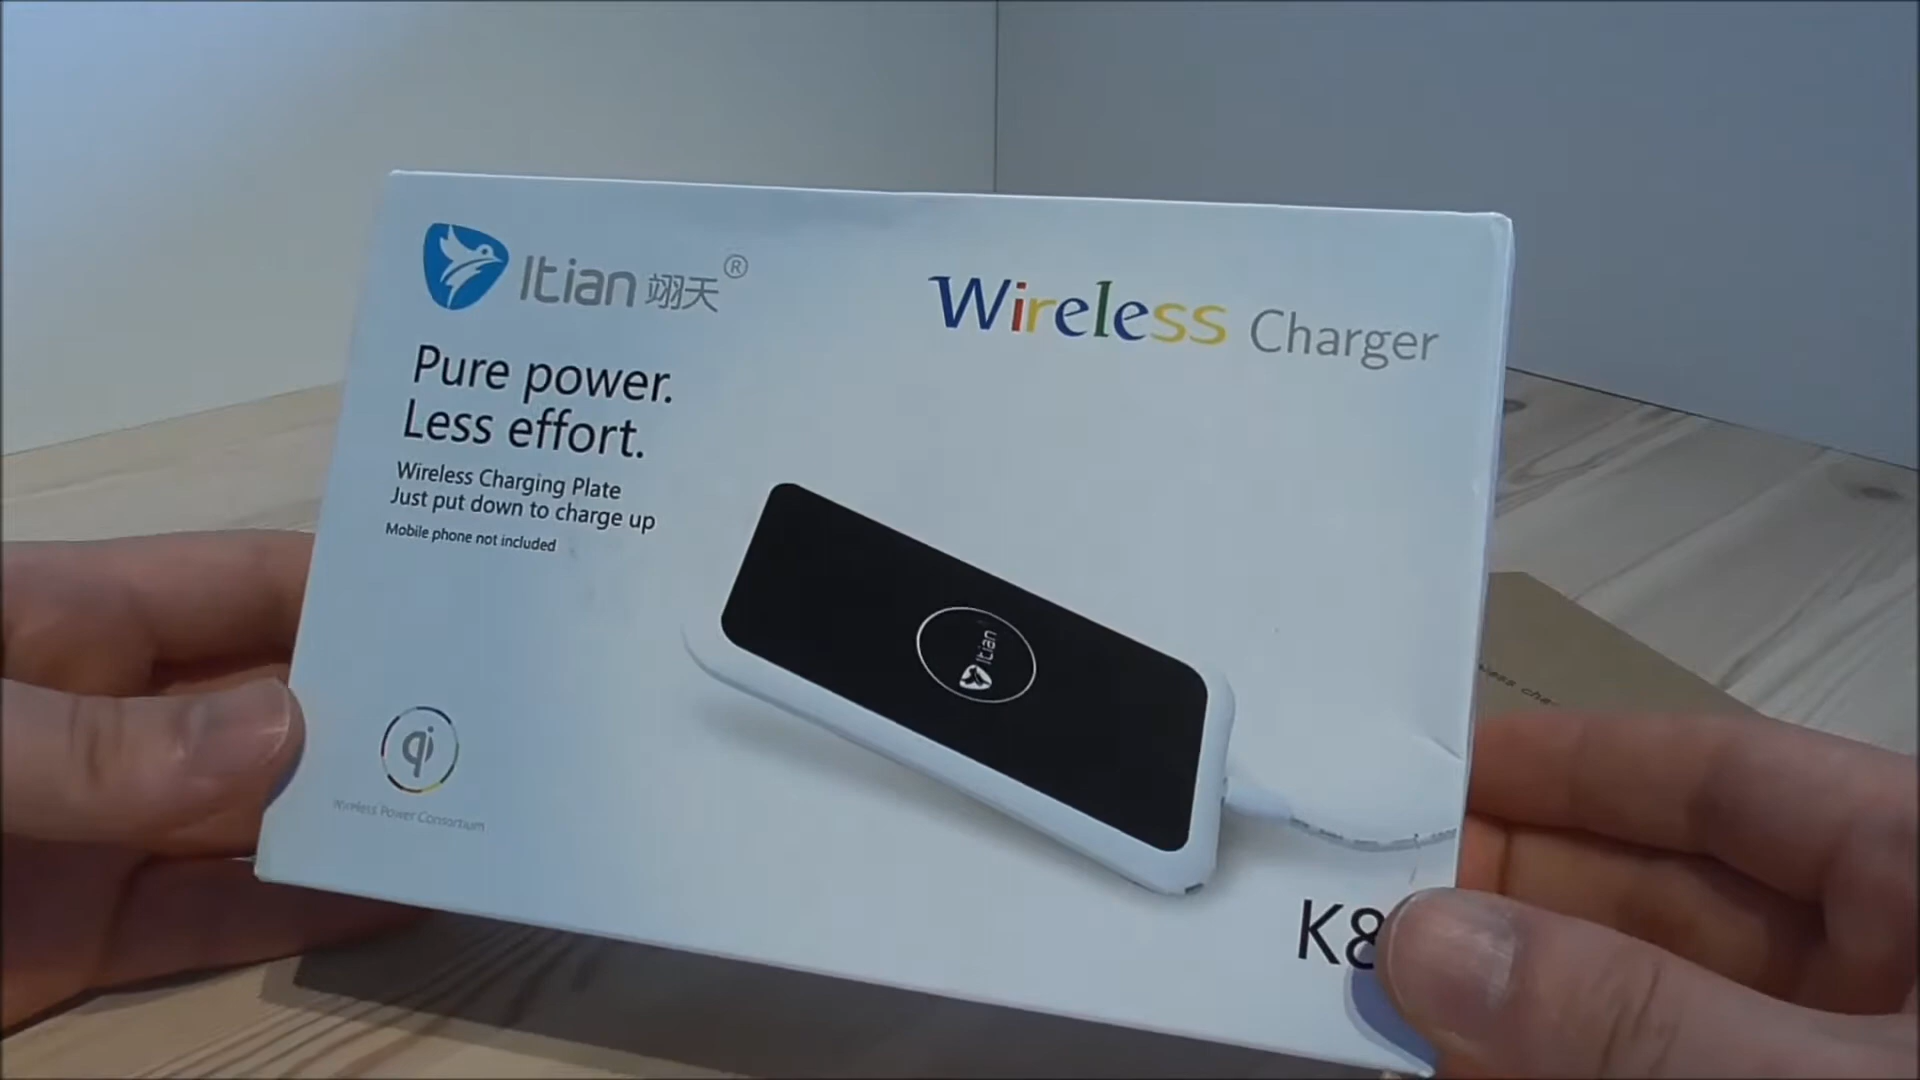 Itian 翊天®
Wireless Charger
Pure power.
Less effort.
Wireless Charging Plate
Just put down to charge up
Mobile phone not included
Itian
qi
Wireless Power Consortium
K8